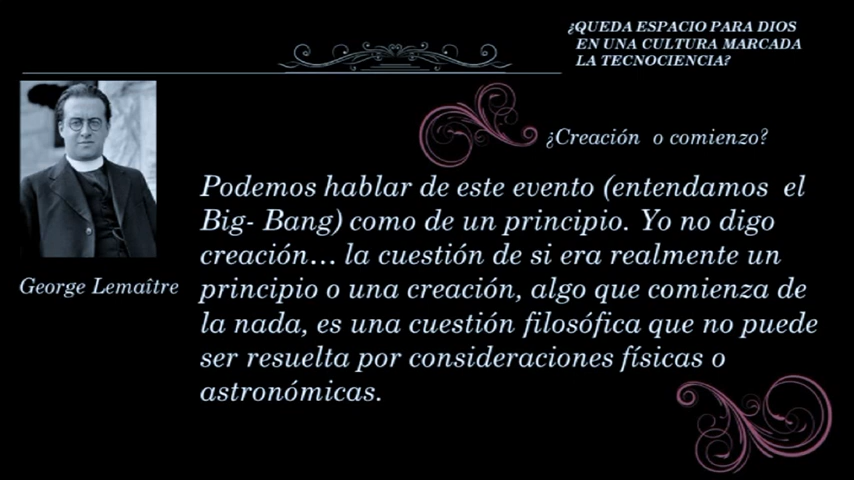 ¿QUEDA ESPACIO PARA DIOS
EN UNA CULTURA MARCADA
LA TECNOCIENCIA?
¿Creación o comienzo?
Podemos hablar de este evento (entendamos el
Big- Bang) como de un principio. Yo no digo
creación... la cuestión de si era realmente un
principio o una creación, algo que comienza de
la nada, es una cuestión filosófica que no puede
ser resuelta por consideraciones físicas o
astronómicas.
George Lemaître